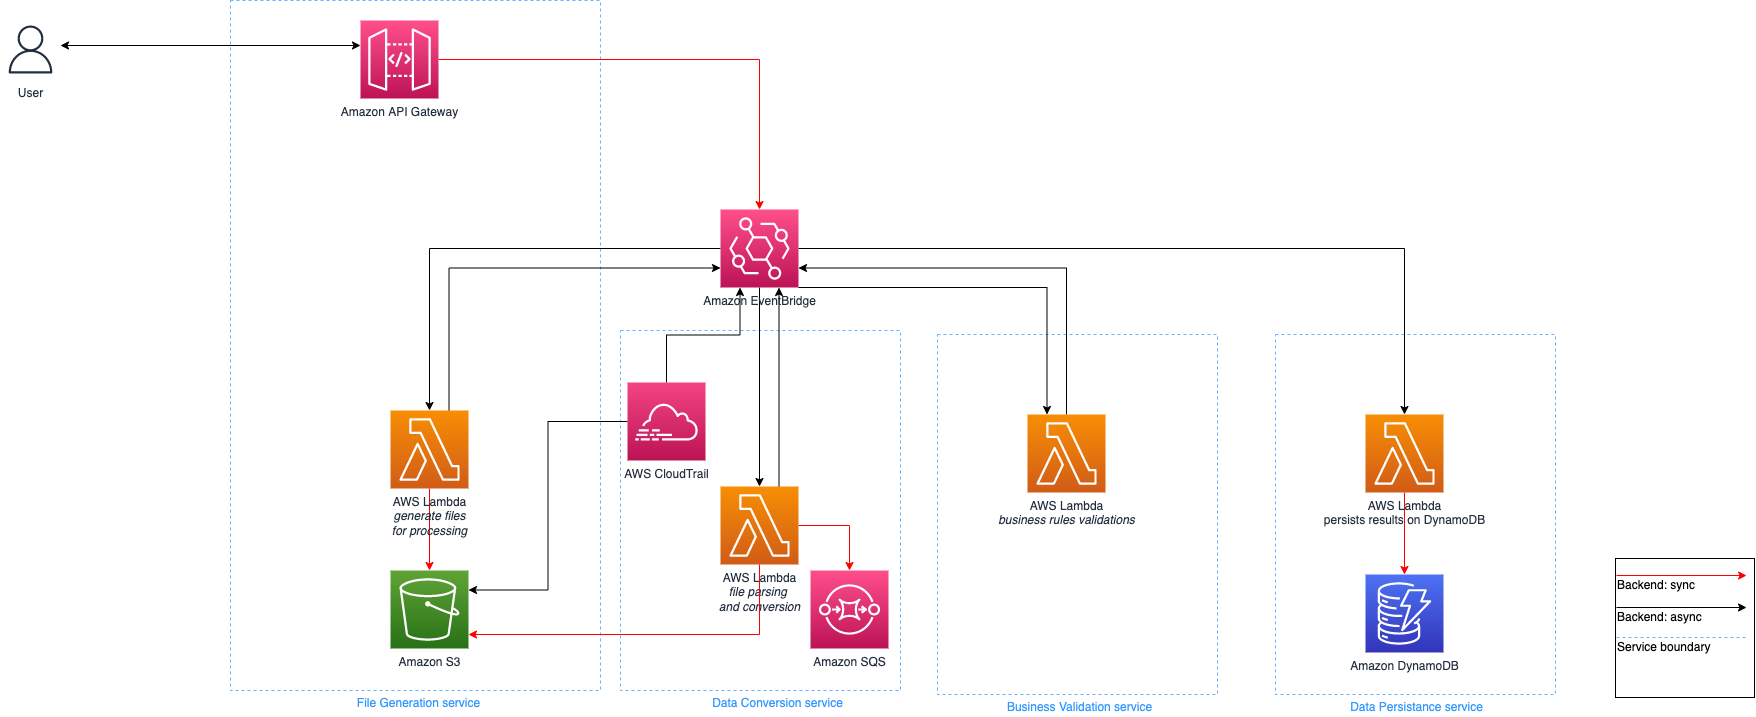 User
Amazon API Gateway
Amazon EventBridge
AWS CloudTrail
AWS Lambda
generate files
for processing
AWS Lambda
business rules validations
AWS Lambda
persists results on DynamoDB
AWS Lambda
file parsing
and conversion
Amazon S3
Amazon SQS
Amazon DynamoDB
Backend: sync
Backend: async
Service boundary
File Generation service
Data Conversion service
Business Validation service
Data Persistance service